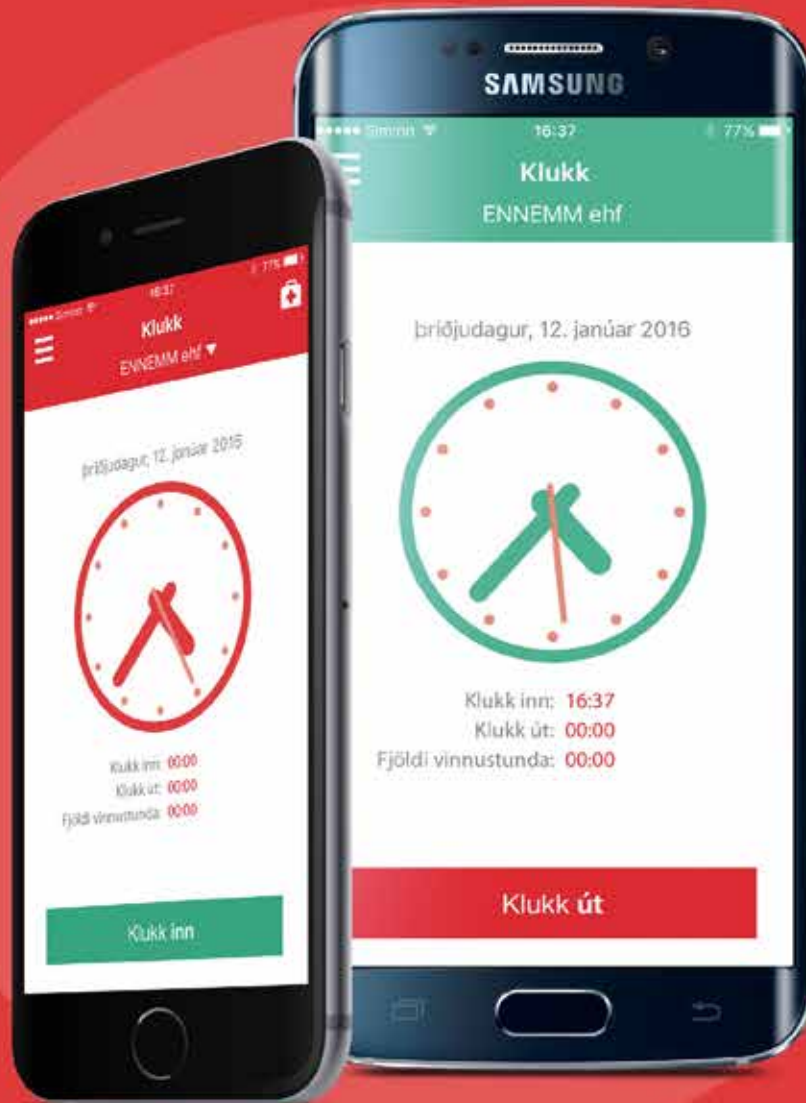 Síminn 16:37 77%
Klukk
ENNEMM ehf ▼
þriðjudagur, 12. janúar 2016
Klukk inn: 00:00
Klukk út: 00:00
Fjöldi vinnustunda: 00:00
Klukk inn
SAMSUNG
Síminn 16:37 77%
Klukk
ENNEMM ehf
þriðjudagur, 12. janúar 2016
Klukk inn: 16:37
Klukk út: 00:00
Fjöldi vinnustunda: 00:00
Klukk út